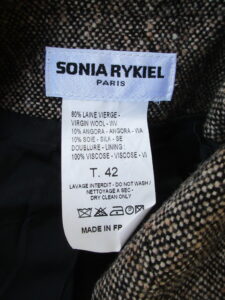 SONIA RYKIEL
PARIS
80% LAINE VIERGE -
VIRGIN WOOL - WV
10% ANGORA - ANGORA - WA
10% SOIE - SILK - SE
DOUBLURE - LINING :
100% VISCOSE - VISCOSE - VI
T. 42
LAVAGE INTERDIT - DO NOT WASH /
NETTOYAGE A SEC -
DRY CLEAN ONLY
MADE IN